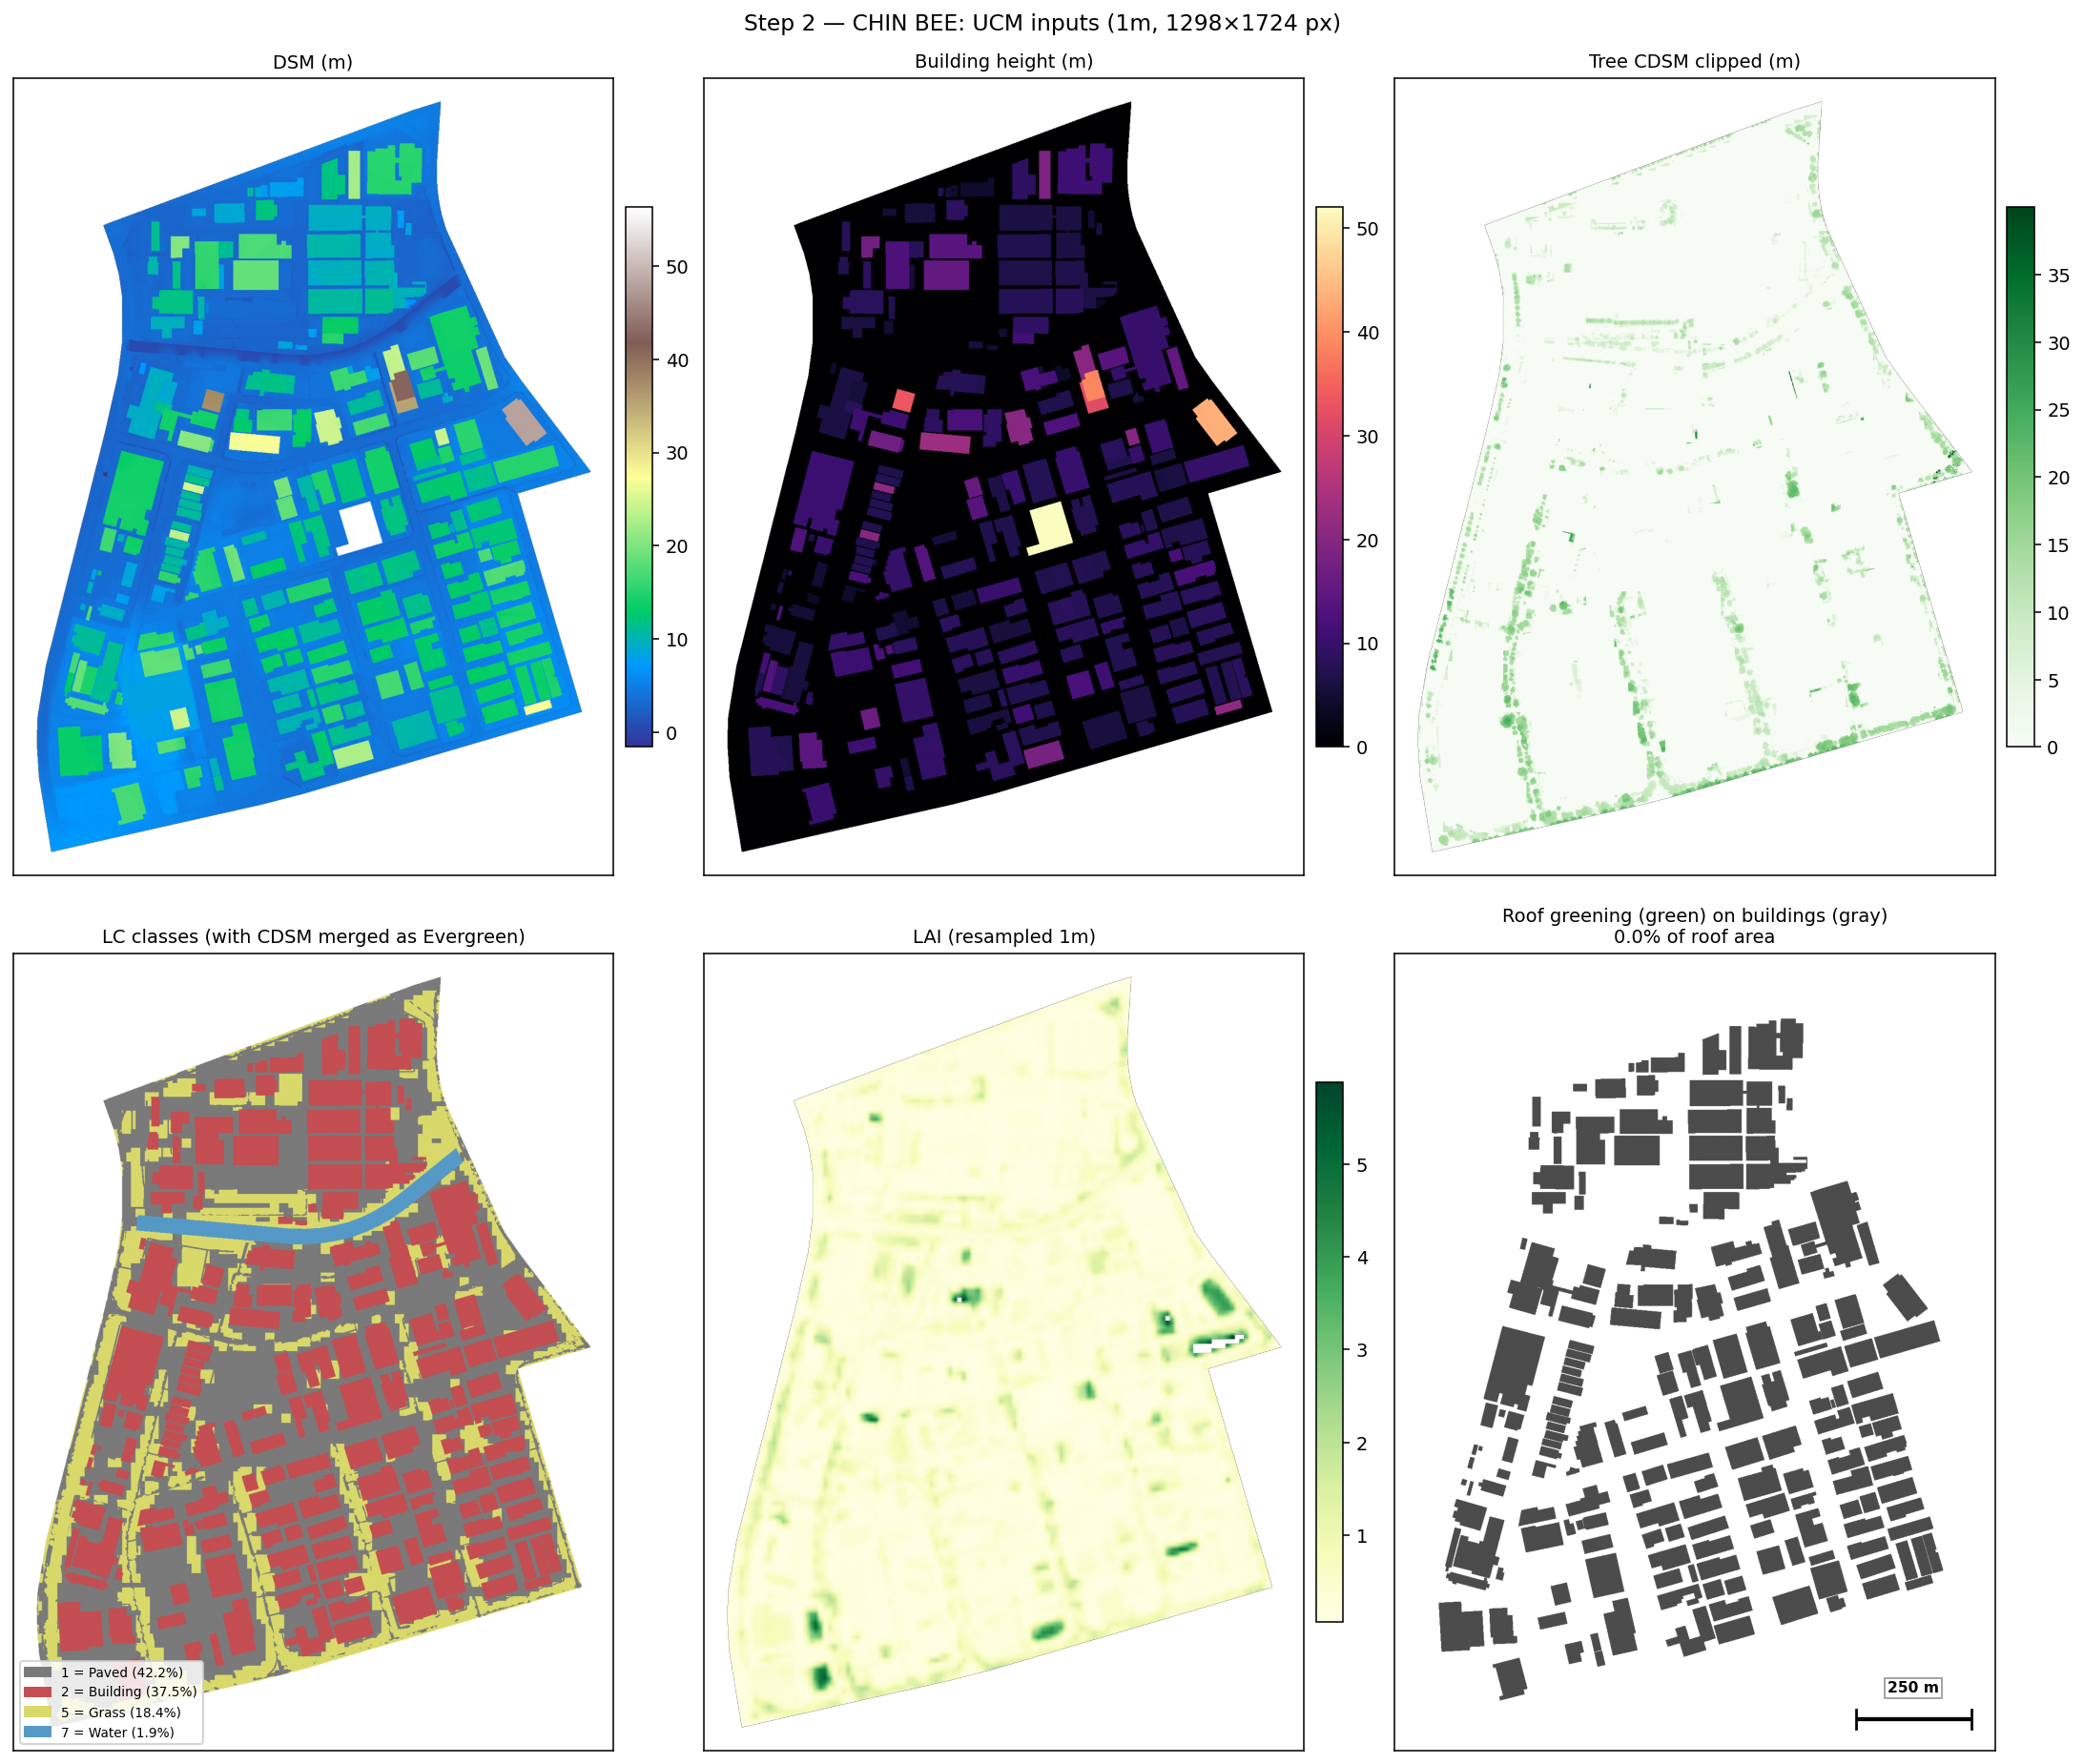 Step 2 — CHIN BEE: UCM inputs (1m, 1298×1724 px)
DSM (m)
50
40
30
20
10
0
Building height (m)
50
40
30
20
10
0
Tree CDSM clipped (m)
35
30
25
20
15
10
5
0
LC classes (with CDSM merged as Evergreen)
1 = Paved (42.2%)
2 = Building (37.5%)
5 = Grass (18.4%)
7 = Water (1.9%)
LAI (resampled 1m)
5
4
3
2
1
Roof greening (green) on buildings (gray)
0.0% of roof area
250 m